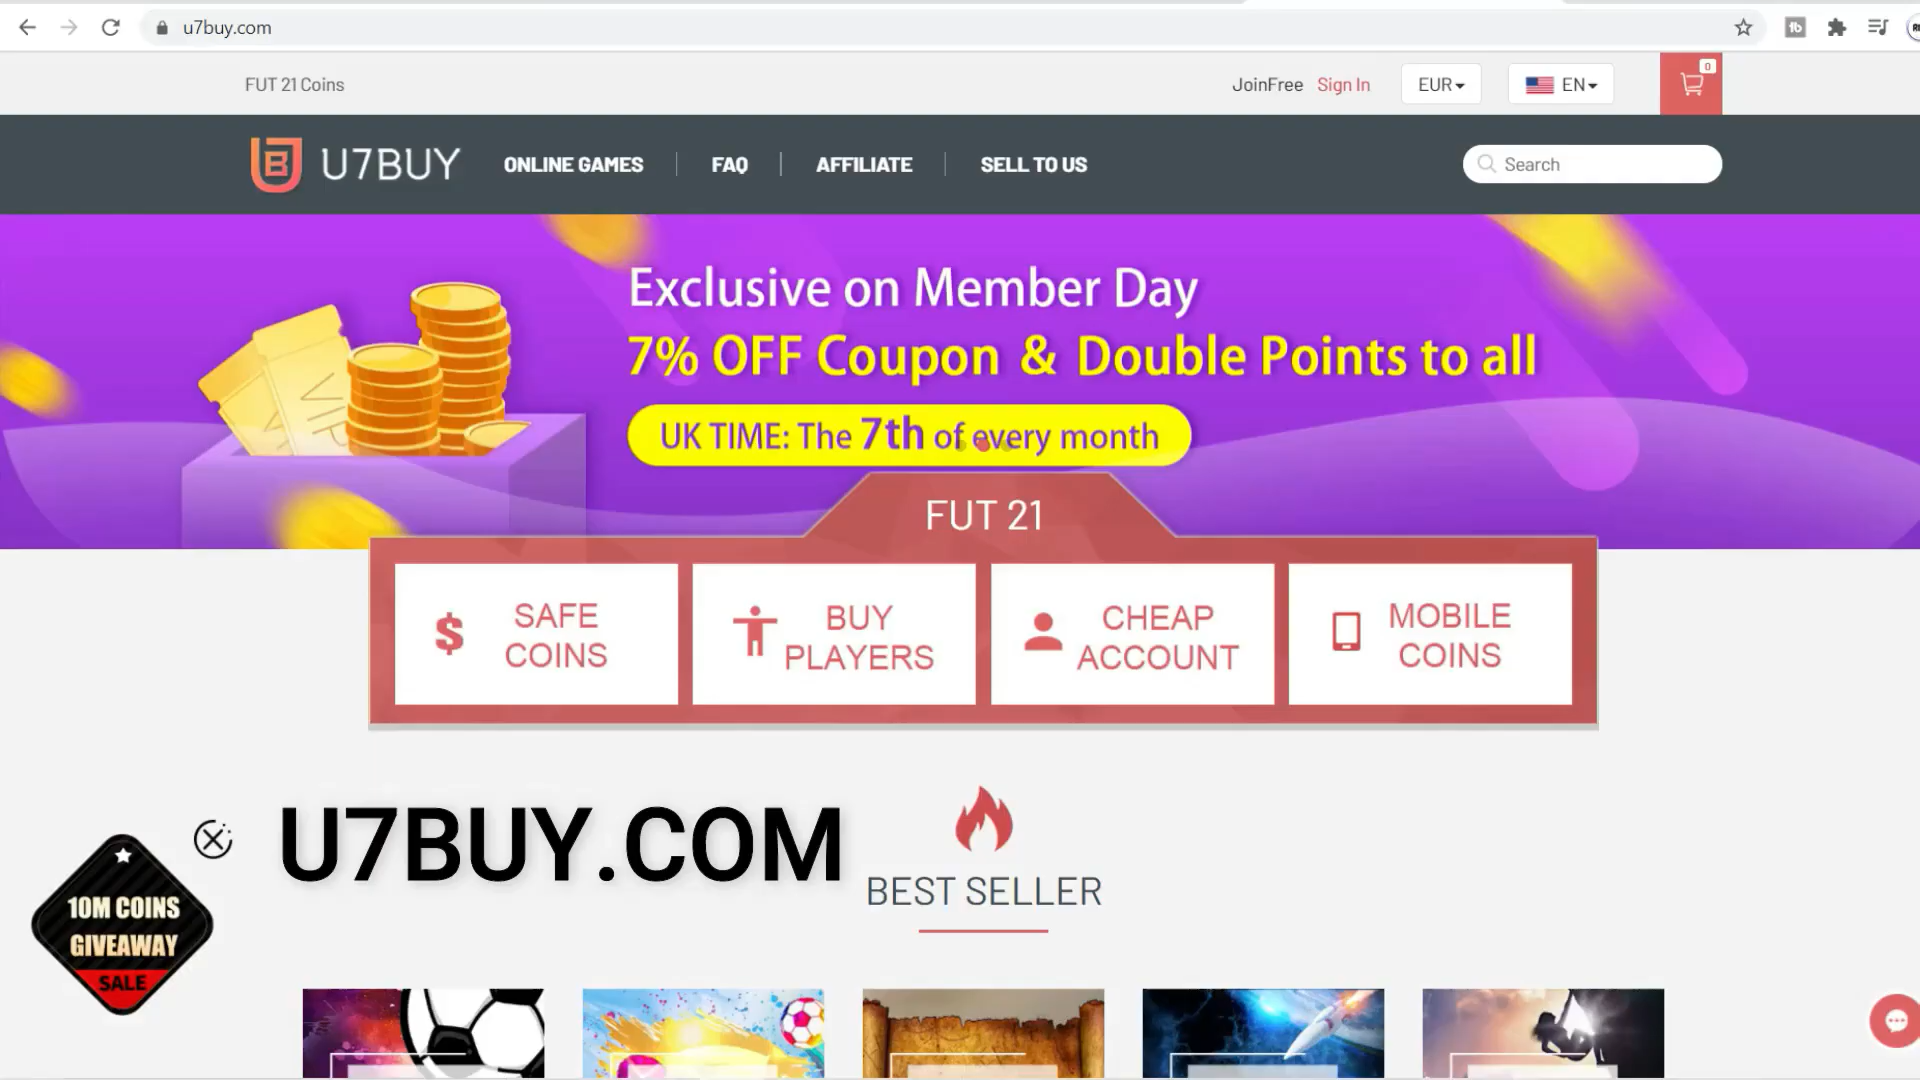 u7buy.com
FUT 21 Coins
JoinFree Sign In
EUR
EN
0
U7BUY
ONLINE GAMES
FAQ
AFFILIATE
SELL TO US
Search
Exclusive on Member Day
7% OFF Coupon & Double Points to all
UK TIME: The 7th of every month
FUT 21
SAFE
COINS
BUY
PLAYERS
CHEAP
ACCOUNT
MOBILE
COINS
U7BUY.COM
BEST SELLER
10M COINS
GIVEAWAY
SALE